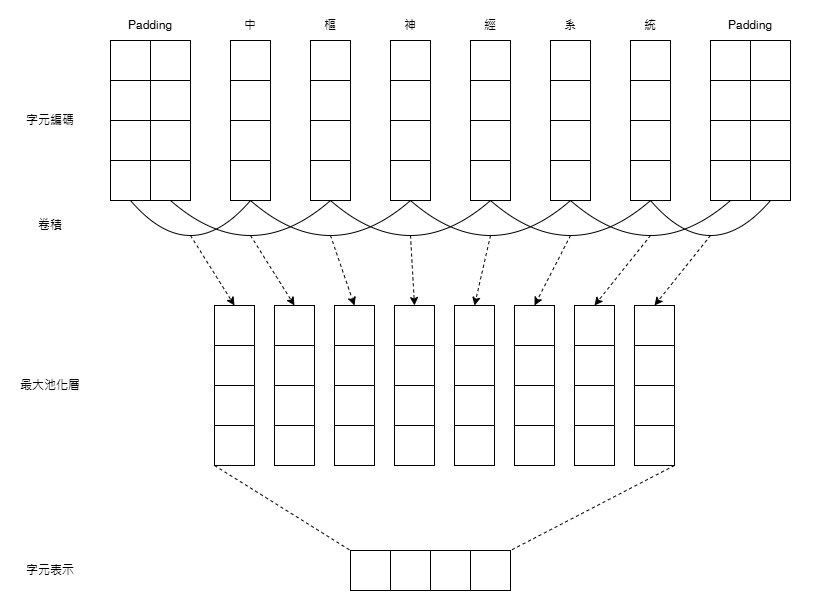 Padding 中 樞 神 經 系 統 Padding
字元編碼
卷積
最大池化層
字元表示